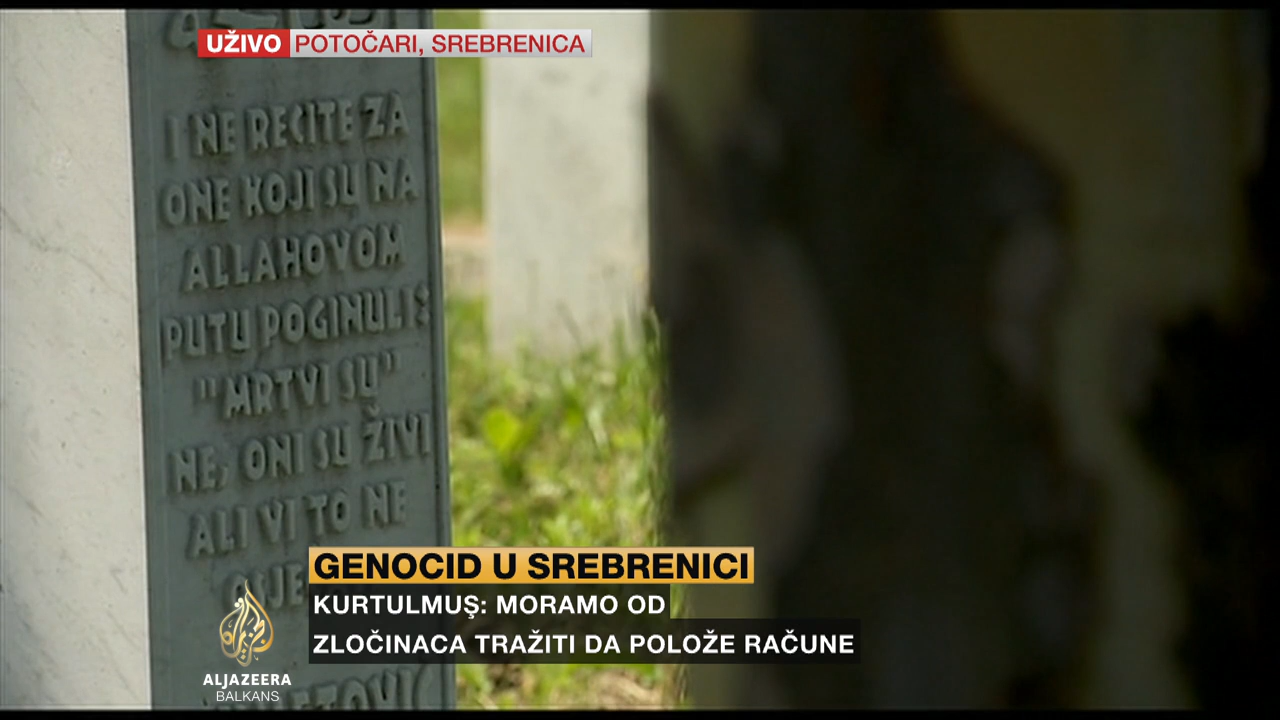 UŽIVO POTOČARI, SREBRENICA
I NE RECITE ZA
ONE KOJI SU NA
ALLAHOVOM
PUTU POGINULI:
"MRTVI SU"
NE, ONI SU ŽIVI
ALI VI TO NE
GENOCID U SREBRENICI
KURTULMUŞ: MORAMO OD
ZLOČINACA TRAŽITI DA POLOŽE RAČUNE
ALJAZEERA
BALKANS